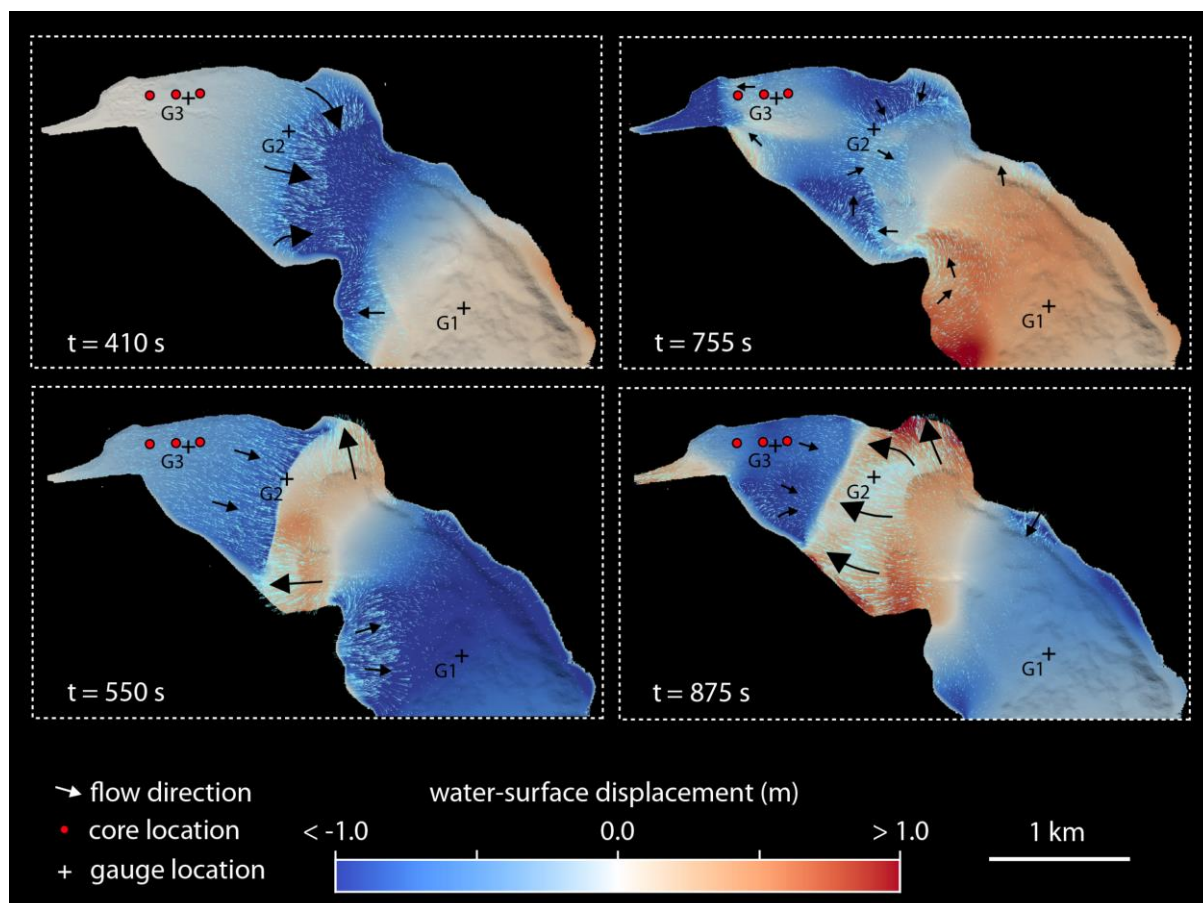 G3
G2
G1
t = 410 s
G3
G2
G1
t = 755 s
G3
G2
G1
t = 550 s
G3
G2
G1
t = 875 s
flow direction
core location
gauge location
water-surface displacement (m)
< -1.0 0.0 > 1.0
1 km